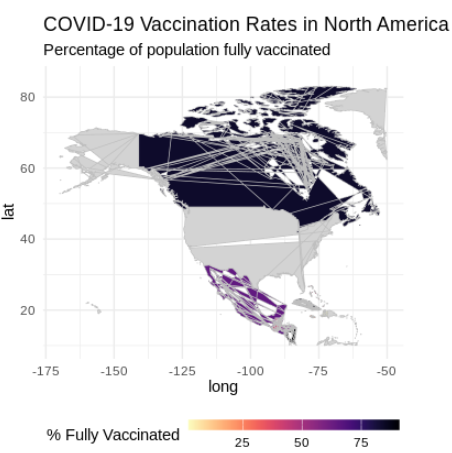 COVID-19 Vaccination Rates in North America
Percentage of population fully vaccinated
80
60
40
20
lat
-175 -150 -125 -100 -75 -50
long
% Fully Vaccinated
25 50 75